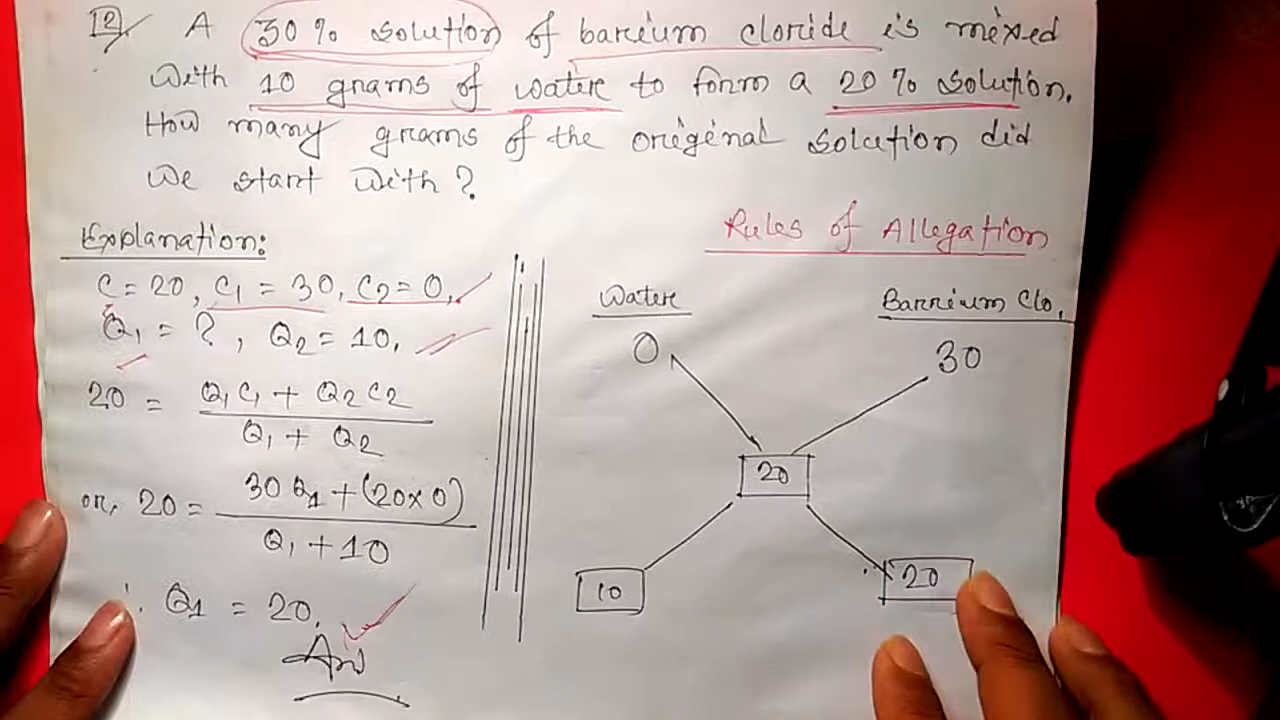 12) A 30% solution of barium cloride is mixed
with 10 grams of water to form a 20% solution.
How many grams of the original solution did
we start with?
Explanation:
C = 20, C1 = 30, C2 = 0,
Q1 = ?, Q2 = 10,
20 = Q1C1 + Q2C2
Q1 + Q2
or, 20 = 30Q1 + (20×0)
Q1 + 10
∴ Q1 = 20.
Ans
Rules of Allegation
Water Barrium Clo,
0 30
20
10 20